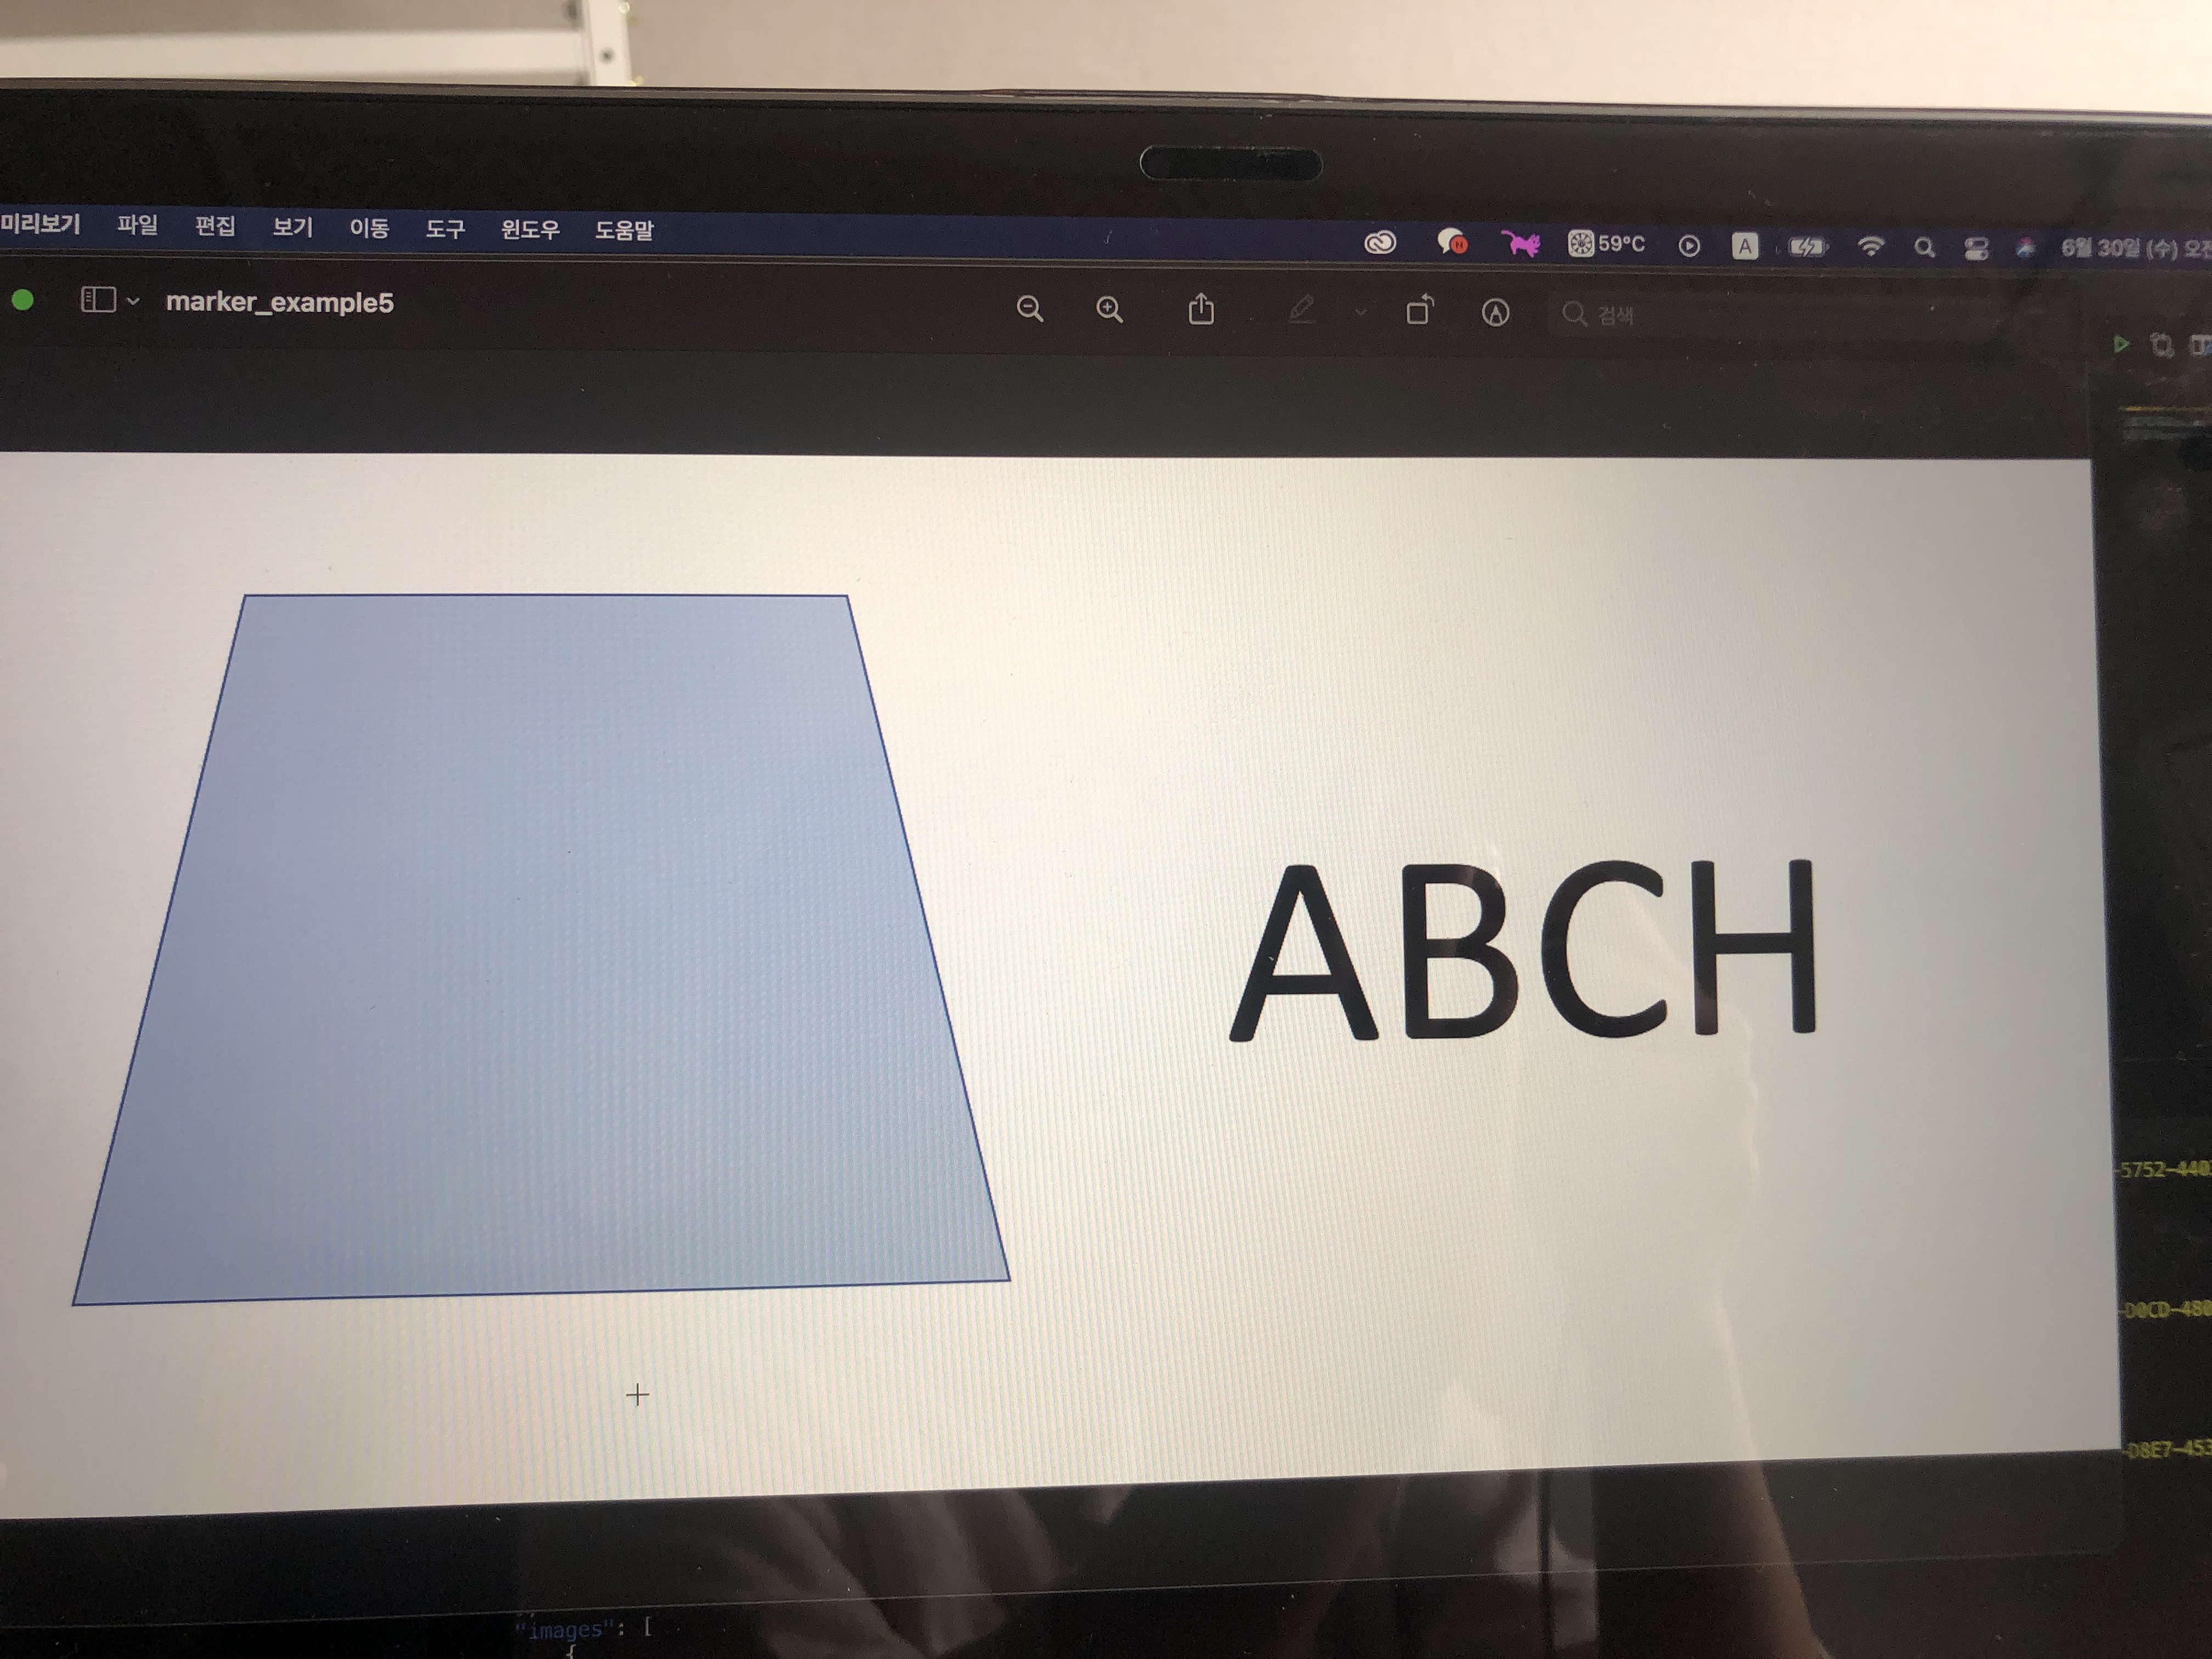 미리보기 파일 편집 보기 이동 도구 윈도우 도움말 59°C A 6월 30일 (수) 오전
marker_example5 검색
ABCH
5752-440
D0CD-480
D8E7-453
"images": [
{